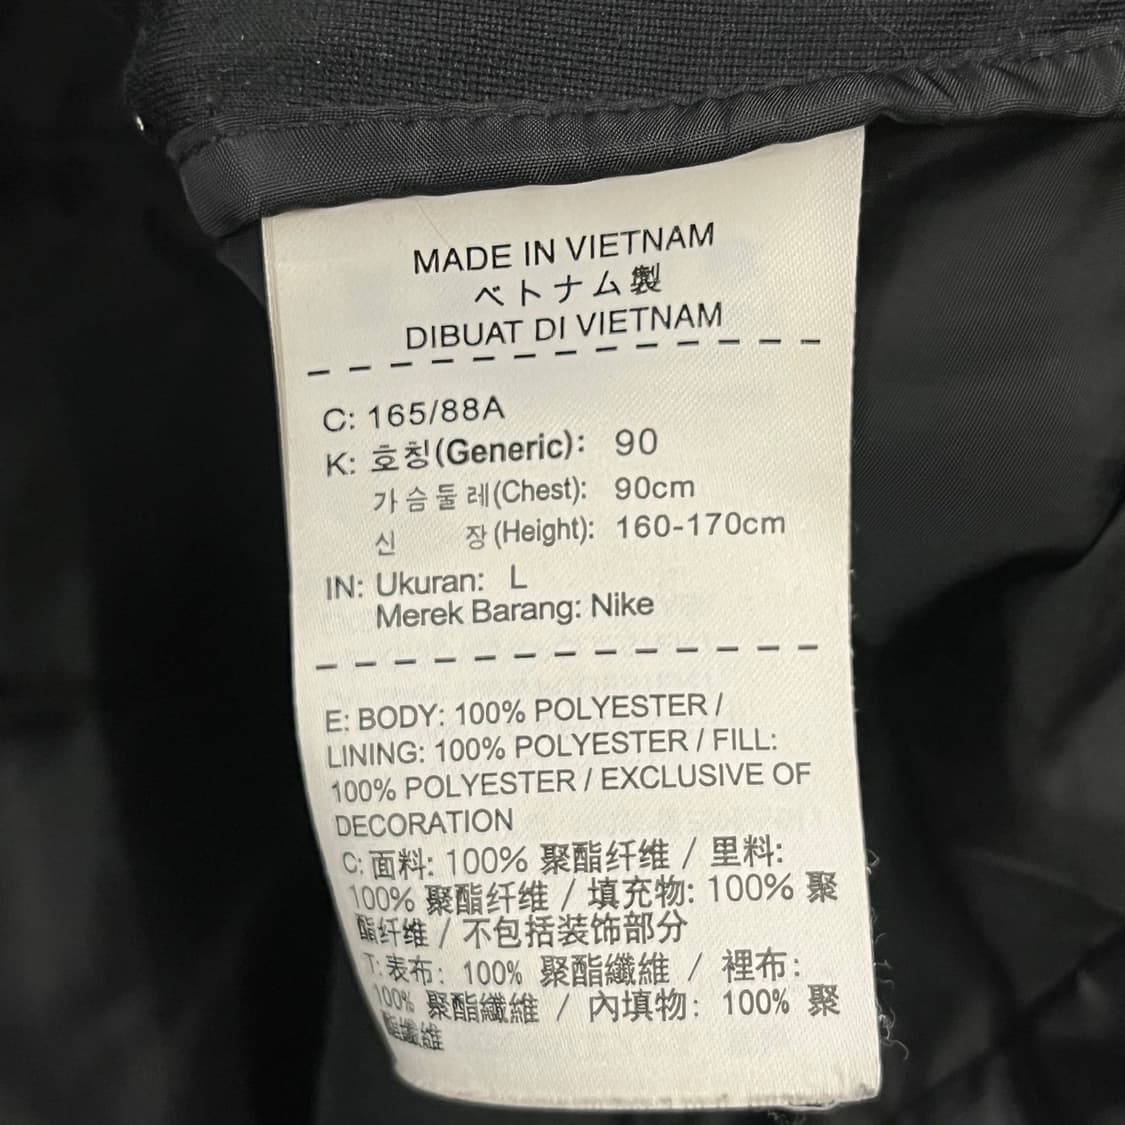 MADE IN VIETNAM
ベトナム製
DIBUAT DI VIETNAM
C: 165/88A
K: 호칭(Generic): 90
가슴둘레(Chest): 90cm
신 장(Height): 160-170cm
IN: Ukuran: L
Merek Barang: Nike
E: BODY: 100% POLYESTER /
LINING: 100% POLYESTER / FILL:
100% POLYESTER / EXCLUSIVE OF
DECORATION
C: 面料: 100% 聚酯纤维 / 里料:
100% 聚酯纤维 / 填充物: 100% 聚
酯纤维 / 不包括装饰部分
T: 表布: 100% 聚酯纖維 / 裡布:
100% 聚酯纖維 / 內填物: 100% 聚
酯纖維